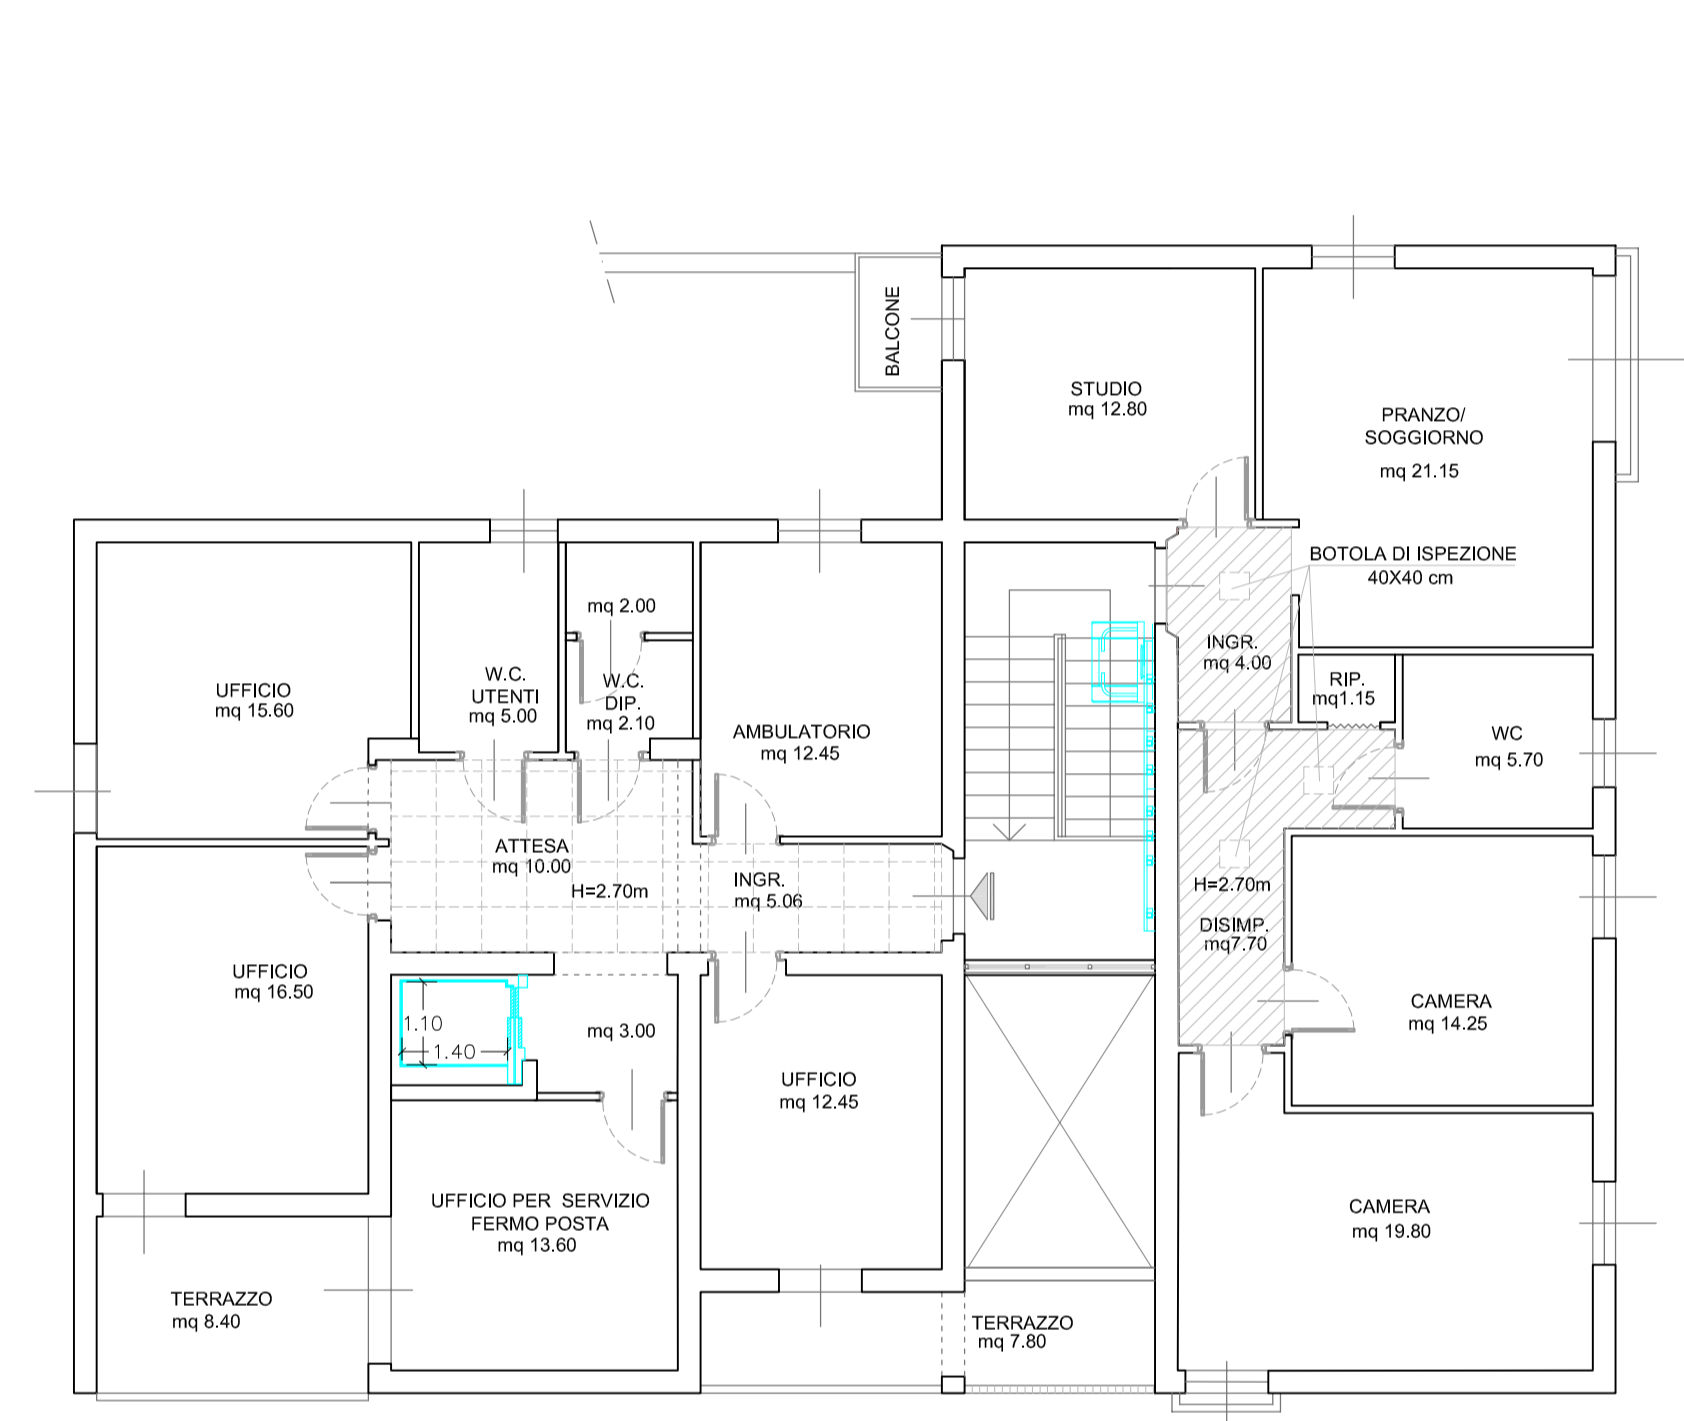 BALCONE
STUDIO
mq 12.80
PRANZO/
SOGGIORNO
mq 21.15
BOTOLA DI ISPEZIONE
40X40 cm
INGR.
mq 4.00
RIP.
mq1.15
WC
mq 5.70
UFFICIO
mq 15.60
W.C.
UTENTI
mq 5.00
mq 2.00
W.C.
DIP.
mq 2.10
AMBULATORIO
mq 12.45
ATTESA
mq 10.00
H=2.70m
INGR.
mq 5.06
H=2.70m
DISIMP.
mq7.70
UFFICIO
mq 16.50
1.10
1.40
mq 3.00
CAMERA
mq 14.25
UFFICIO
mq 12.45
UFFICIO PER SERVIZIO
FERMO POSTA
mq 13.60
CAMERA
mq 19.80
TERRAZZO
mq 8.40
TERRAZZO
mq 7.80